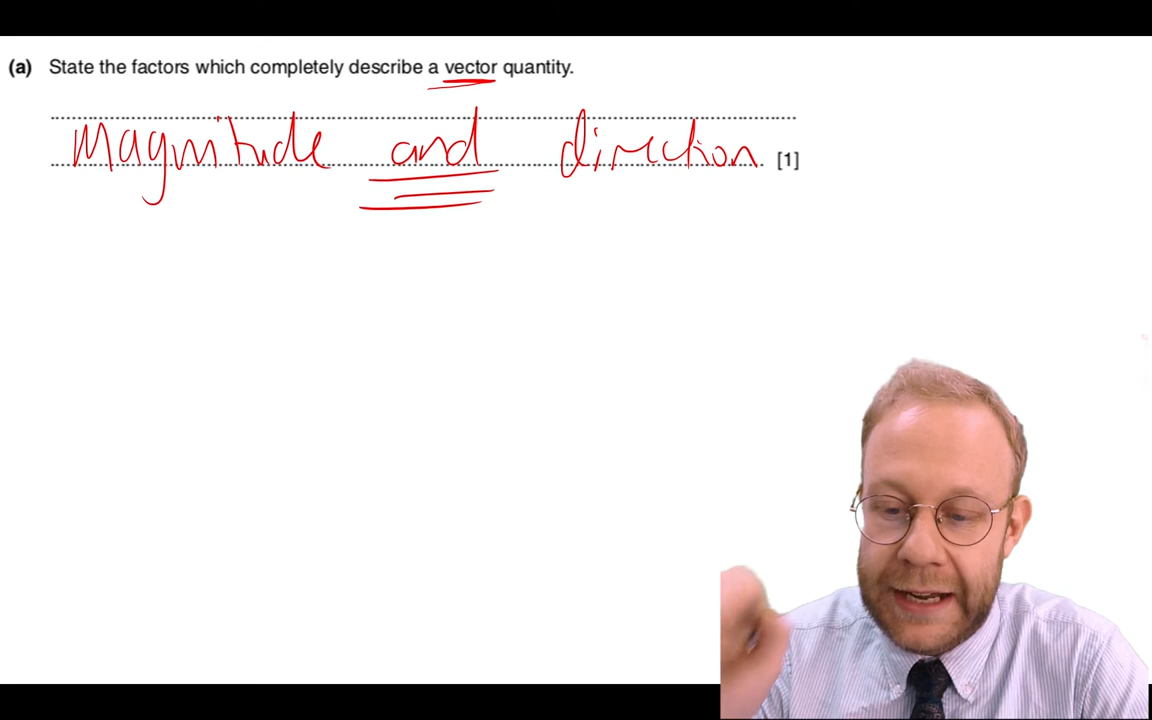 (a) State the factors which completely describe a vector quantity.
Magnitude and direction [1]